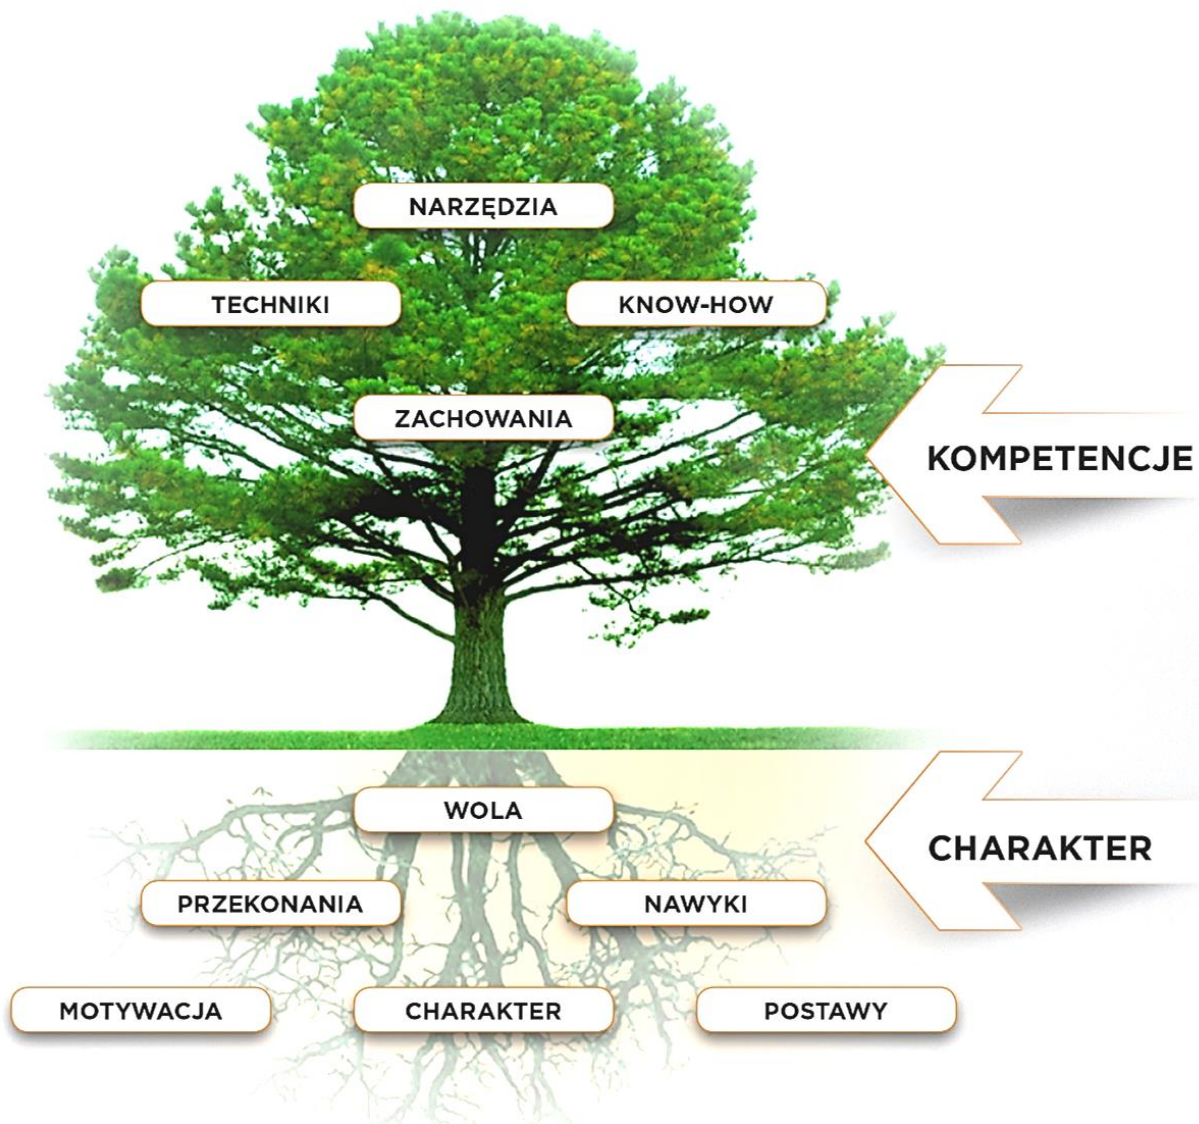 NARZĘDZIA
TECHNIKI
KNOW-HOW
ZACHOWANIA
KOMPETENCJE
WOLA
CHARAKTER
PRZEKONANIA
NAWYKI
MOTYWACJA
CHARAKTER
POSTAWY